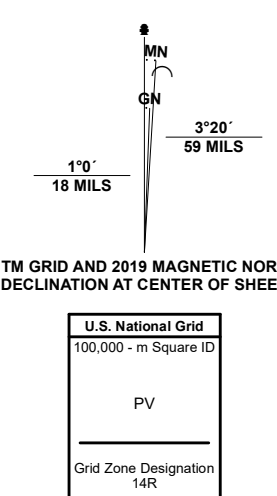 MN
GN
3°20´
59 MILS
1°0´
18 MILS
TM GRID AND 2019 MAGNETIC NOR
DECLINATION AT CENTER OF SHEE
U.S. National Grid
100,000 - m Square ID
PV
Grid Zone Designation
14R